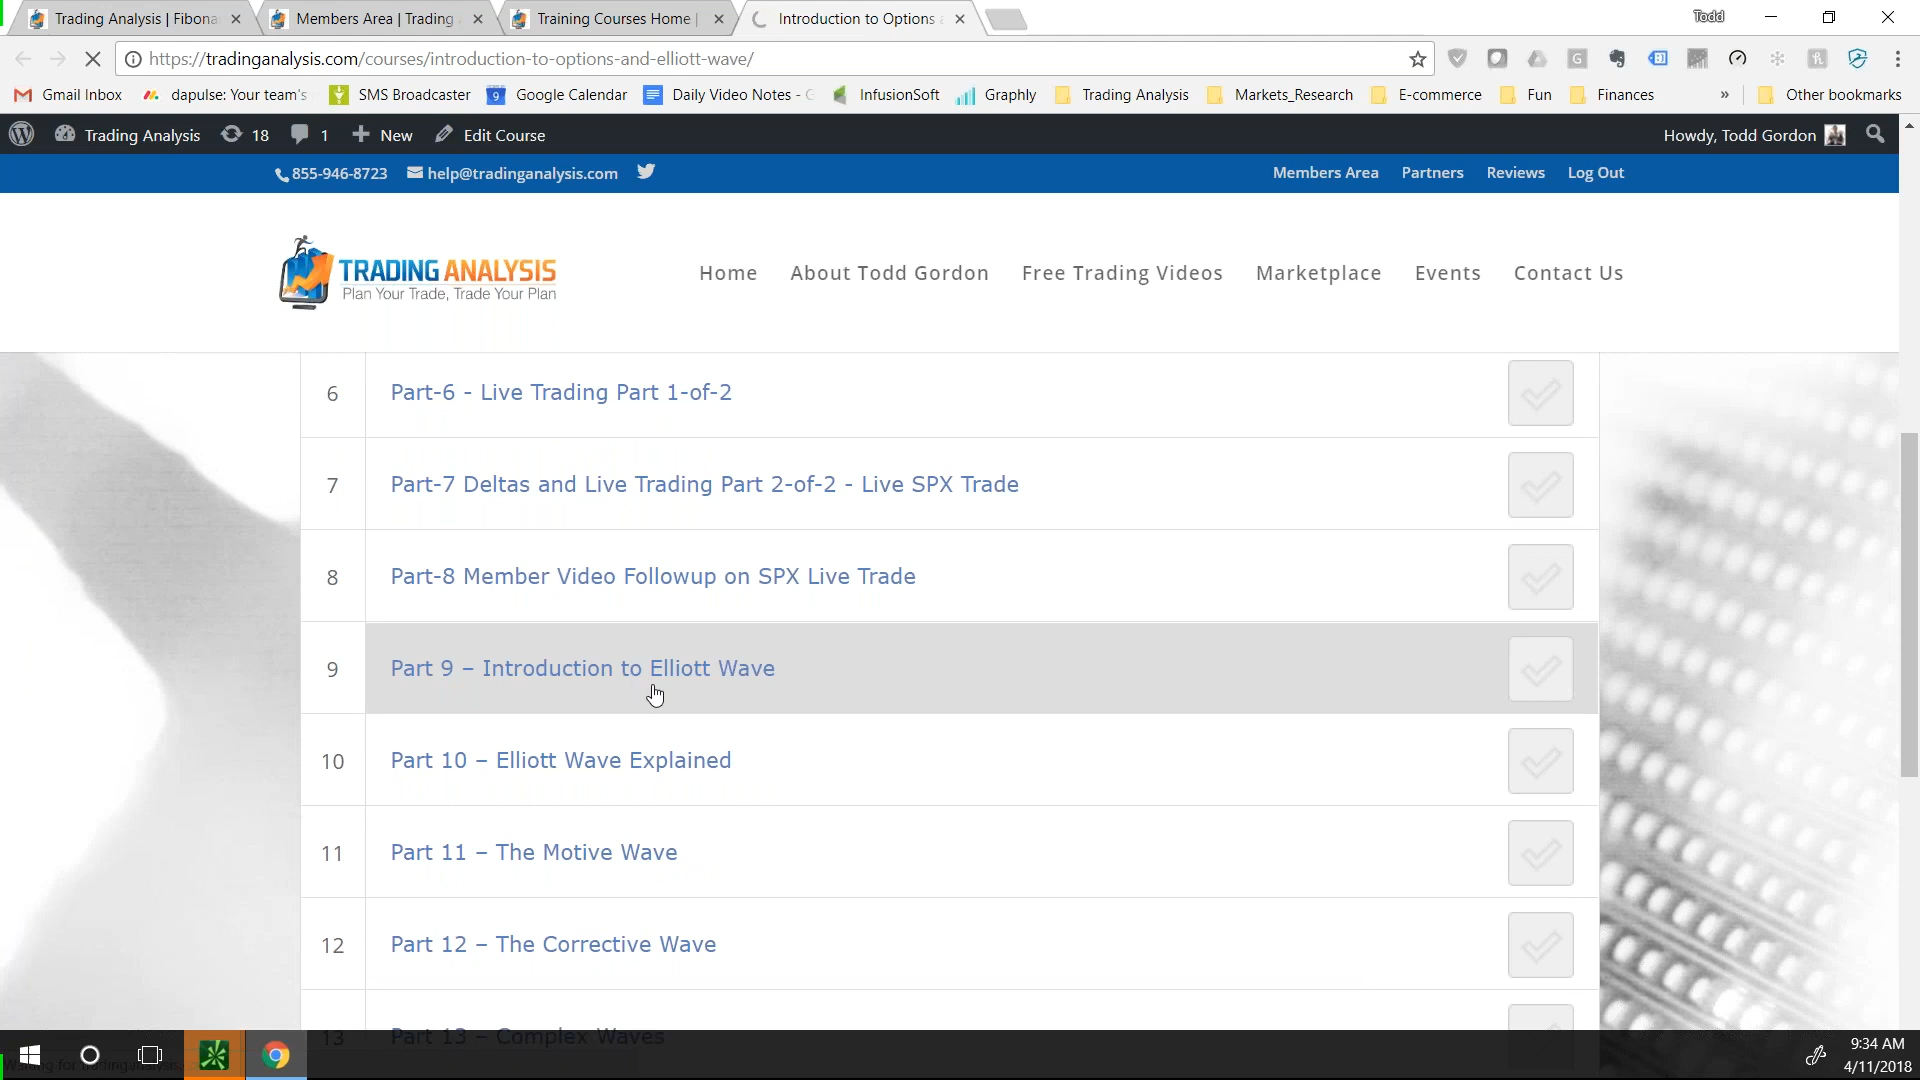 Trading Analysis | Fibona
Members Area | Trading
Training Courses Home |
Introduction to Options
Todd
https://tradinganalysis.com/courses/introduction-to-options-and-elliott-wave/
Gmail Inbox
dapulse: Your team's
SMS Broadcaster
9 Google Calendar
Daily Video Notes - G
InfusionSoft
Graphly
Trading Analysis
Markets_Research
E-commerce
Fun
Finances
»
Other bookmarks
Trading Analysis
18
1
+ New
Edit Course
Howdy, Todd Gordon
855-946-8723
help@tradinganalysis.com
Members Area
Partners
Reviews
Log Out
TRADING ANALYSIS
Plan Your Trade, Trade Your Plan
Home
About Todd Gordon
Free Trading Videos
Marketplace
Events
Contact Us
6 Part-6 - Live Trading Part 1-of-2
7 Part-7 Deltas and Live Trading Part 2-of-2 - Live SPX Trade
8 Part-8 Member Video Followup on SPX Live Trade
9 Part 9 – Introduction to Elliott Wave
10 Part 10 – Elliott Wave Explained
11 Part 11 – The Motive Wave
12 Part 12 – The Corrective Wave
13 Part 13 – Complex Waves
9:34 AM
4/11/2018